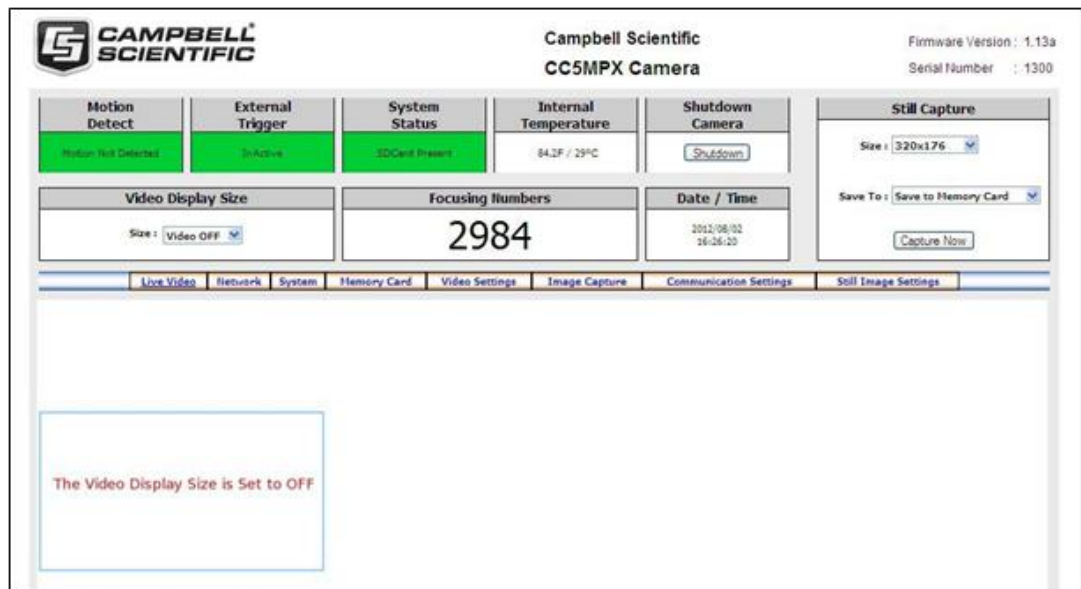 CAMPBELL SCIENTIFIC
Campbell Scientific
CC5MPX Camera
Firmware Version : 1.13a
Serial Number : 1300
Motion Detect
Motion Not Detected
External Trigger
InActive
System Status
SDCard Present
Internal Temperature
84.2F / 29ºC
Shutdown Camera
Shutdown
Still Capture
Size : 320x176
Save To : Save to Memory Card
Capture Now
Video Display Size
Size : Video OFF
Focusing Numbers
2984
Date / Time
2012/08/02
16:26:20
Live Video Network System Memory Card Video Settings Image Capture Communication Settings Still Image Settings
The Video Display Size is Set to OFF